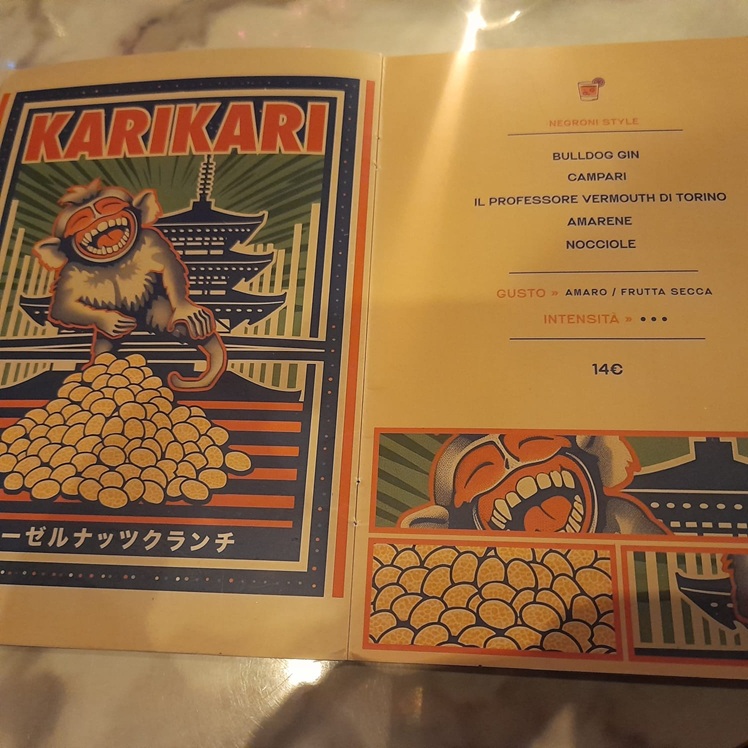 KARIKARI
ーゼルナッツクランチ
NEGRONI STYLE
BULLDOG GIN
CAMPARI
IL PROFESSORE VERMOUTH DI TORINO
AMARENE
NOCCIOLE
GUSTO » AMARO / FRUTTA SECCA
INTENSITÀ » •••
14€